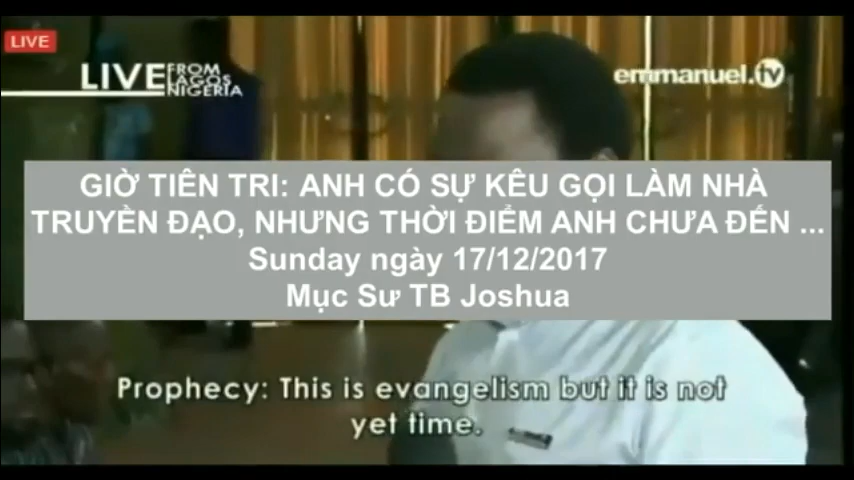 LIVE
LIVE FROM LAGOS NIGERIA
emmanuel.tv
GIỜ TIÊN TRI: ANH CÓ SỰ KÊU GỌI LÀM NHÀ
TRUYỀN ĐẠO, NHƯNG THỜI ĐIỂM ANH CHƯA ĐẾN ...
Sunday ngày 17/12/2017
Mục Sư TB Joshua
Prophecy: This is evangelism but it is not
yet time.